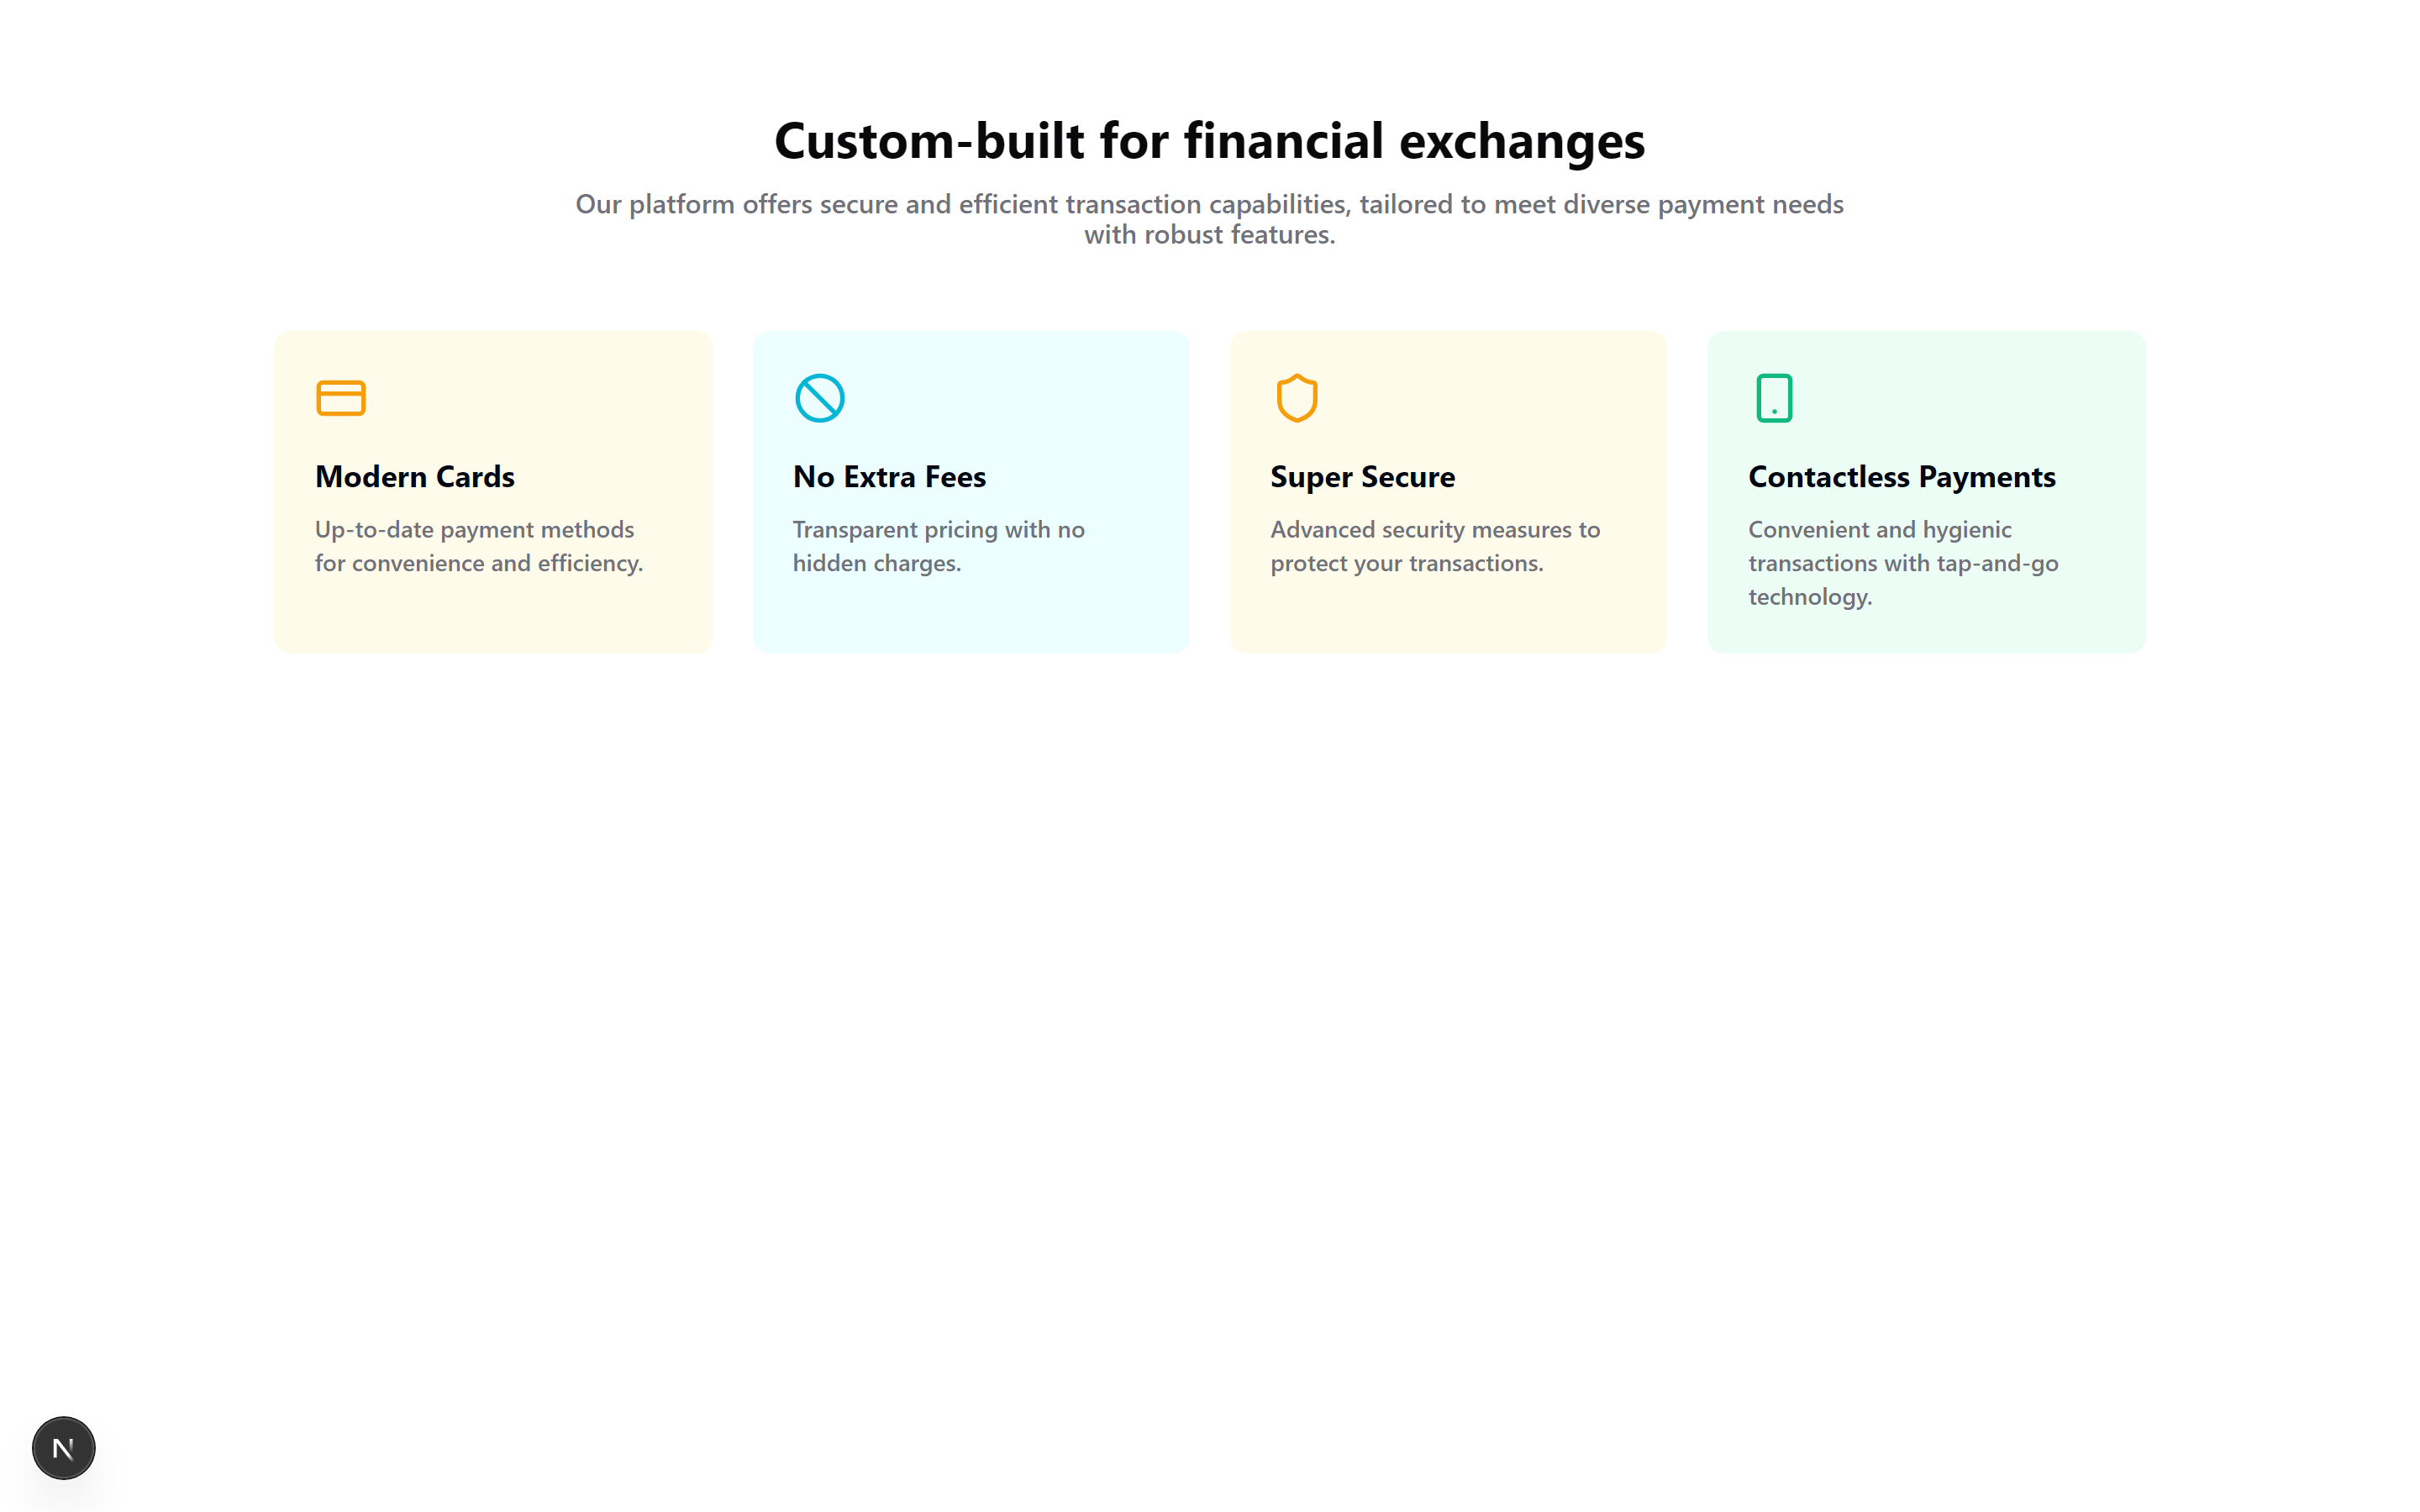 Custom-built for financial exchanges
Our platform offers secure and efficient transaction capabilities, tailored to meet diverse payment needs
with robust features.
Modern Cards
Up-to-date payment methods
for convenience and efficiency.
No Extra Fees
Transparent pricing with no
hidden charges.
Super Secure
Advanced security measures to
protect your transactions.
Contactless Payments
Convenient and hygienic
transactions with tap-and-go
technology.
N